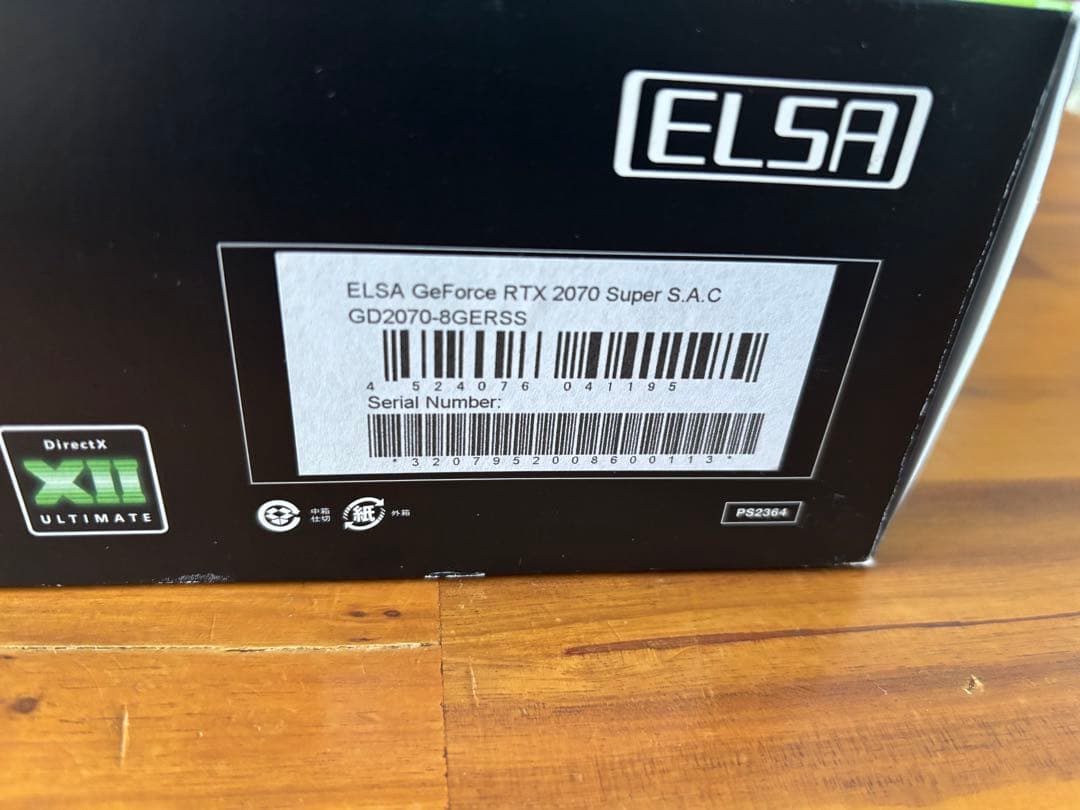 ELSA
ELSA GeForce RTX 2070 Super S.A.C
GD2070-8GERSS
4 524076 041195
Serial Number:
*3207952008600113*
DirectX
XII
ULTIMATE
中箱
仕切
紙
外箱
PS2364